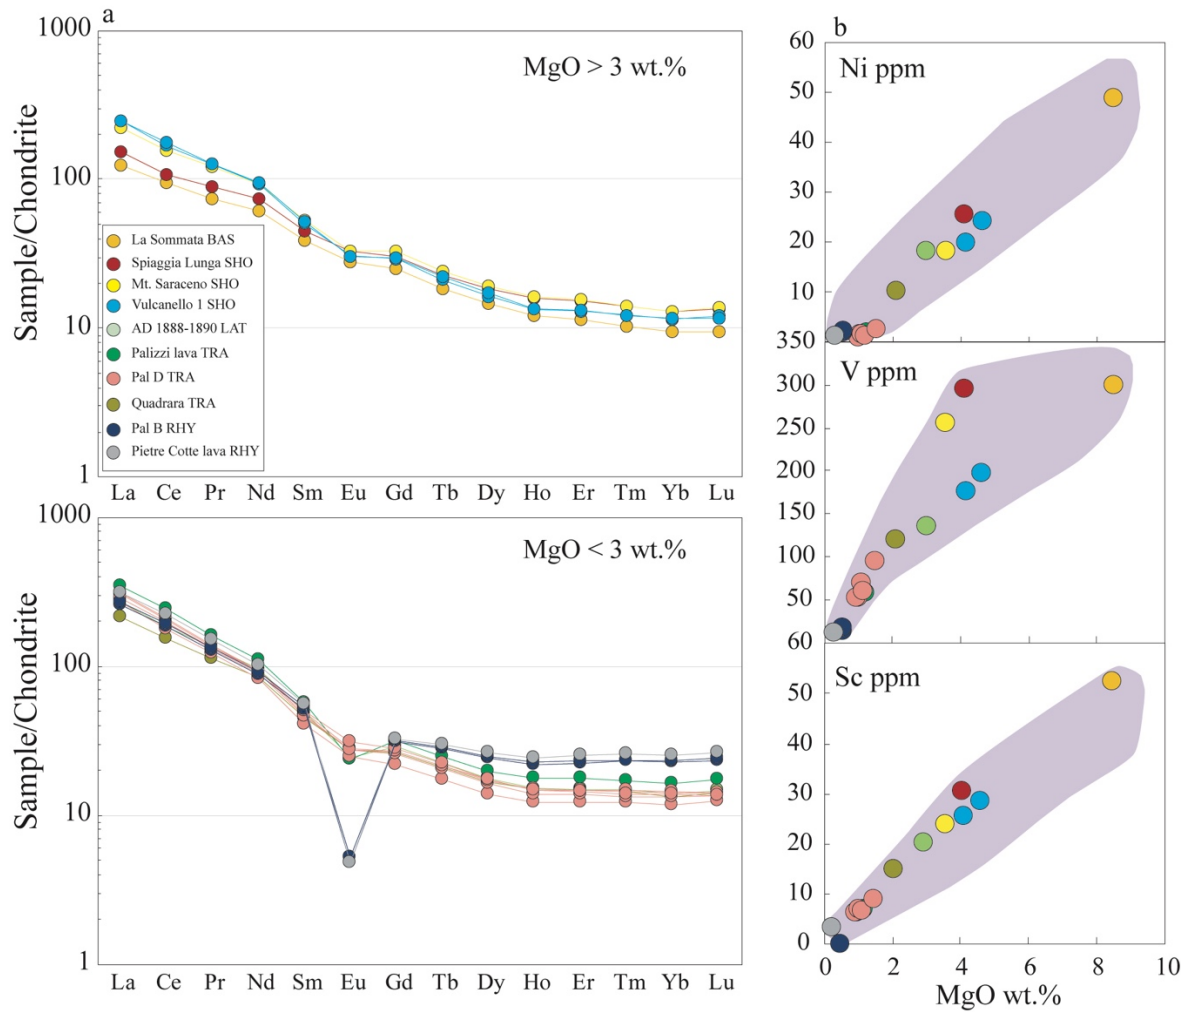 a
1000
Sample/Chondrite
MgO > 3 wt.%
100
La Sommata BAS
Spiaggia Lunga SHO
Mt. Saraceno SHO
Vulcanello 1 SHO
AD 1888-1890 LAT
Palizzi lava TRA
Pal D TRA
Quadrara TRA
Pal B RHY
Pietre Cotte lava RHY
10
1
La Ce Pr Nd Sm Eu Gd Tb Dy Ho Er Tm Yb Lu
1000
Sample/Chondrite
MgO < 3 wt.%
100
10
1
La Ce Pr Nd Sm Eu Gd Tb Dy Ho Er Tm Yb Lu
b
60
Ni ppm
50
40
30
20
10
350
V ppm
300
250
200
150
100
50
60
Sc ppm
50
40
30
20
10
0
0 2 4 6 8 10
MgO wt.%